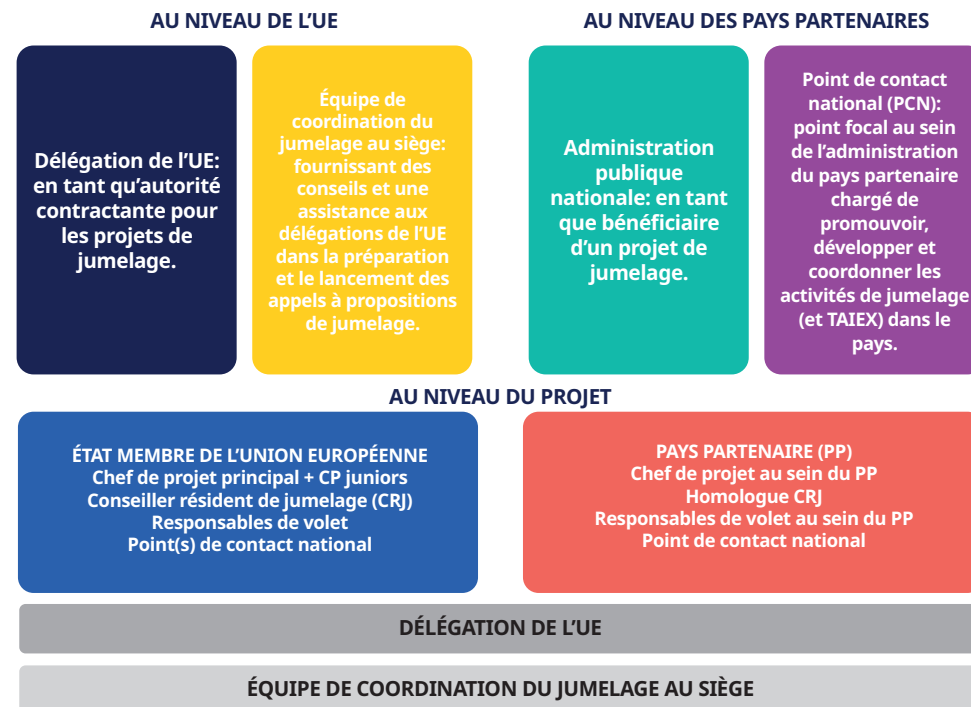 AU NIVEAU DE L’UE
Délégation de l’UE:
en tant qu’autorité
contractante pour
les projets de
jumelage.
Équipe de
coordination du
jumelage au siège:
fournissant des
conseils et une
assistance aux
délégations de l’UE
dans la préparation
et le lancement des
appels à propositions
de jumelage.
AU NIVEAU DES PAYS PARTENAIRES
Administration
publique
nationale: en tant
que bénéficiaire
d’un projet de
jumelage.
Point de contact
national (PCN):
point focal au sein
de l’administration
du pays partenaire
chargé de
promouvoir,
développer et
coordonner les
activités de jumelage
(et TAIEX) dans le
pays.
AU NIVEAU DU PROJET
ÉTAT MEMBRE DE L’UNION EUROPÉENNE
Chef de projet principal + CP juniors
Conseiller résident de jumelage (CRJ)
Responsables de volet
Point(s) de contact national
PAYS PARTENAIRE (PP)
Chef de projet au sein du PP
Homologue CRJ
Responsables de volet au sein du PP
Point de contact national
DÉLÉGATION DE L’UE
ÉQUIPE DE COORDINATION DU JUMELAGE AU SIÈGE